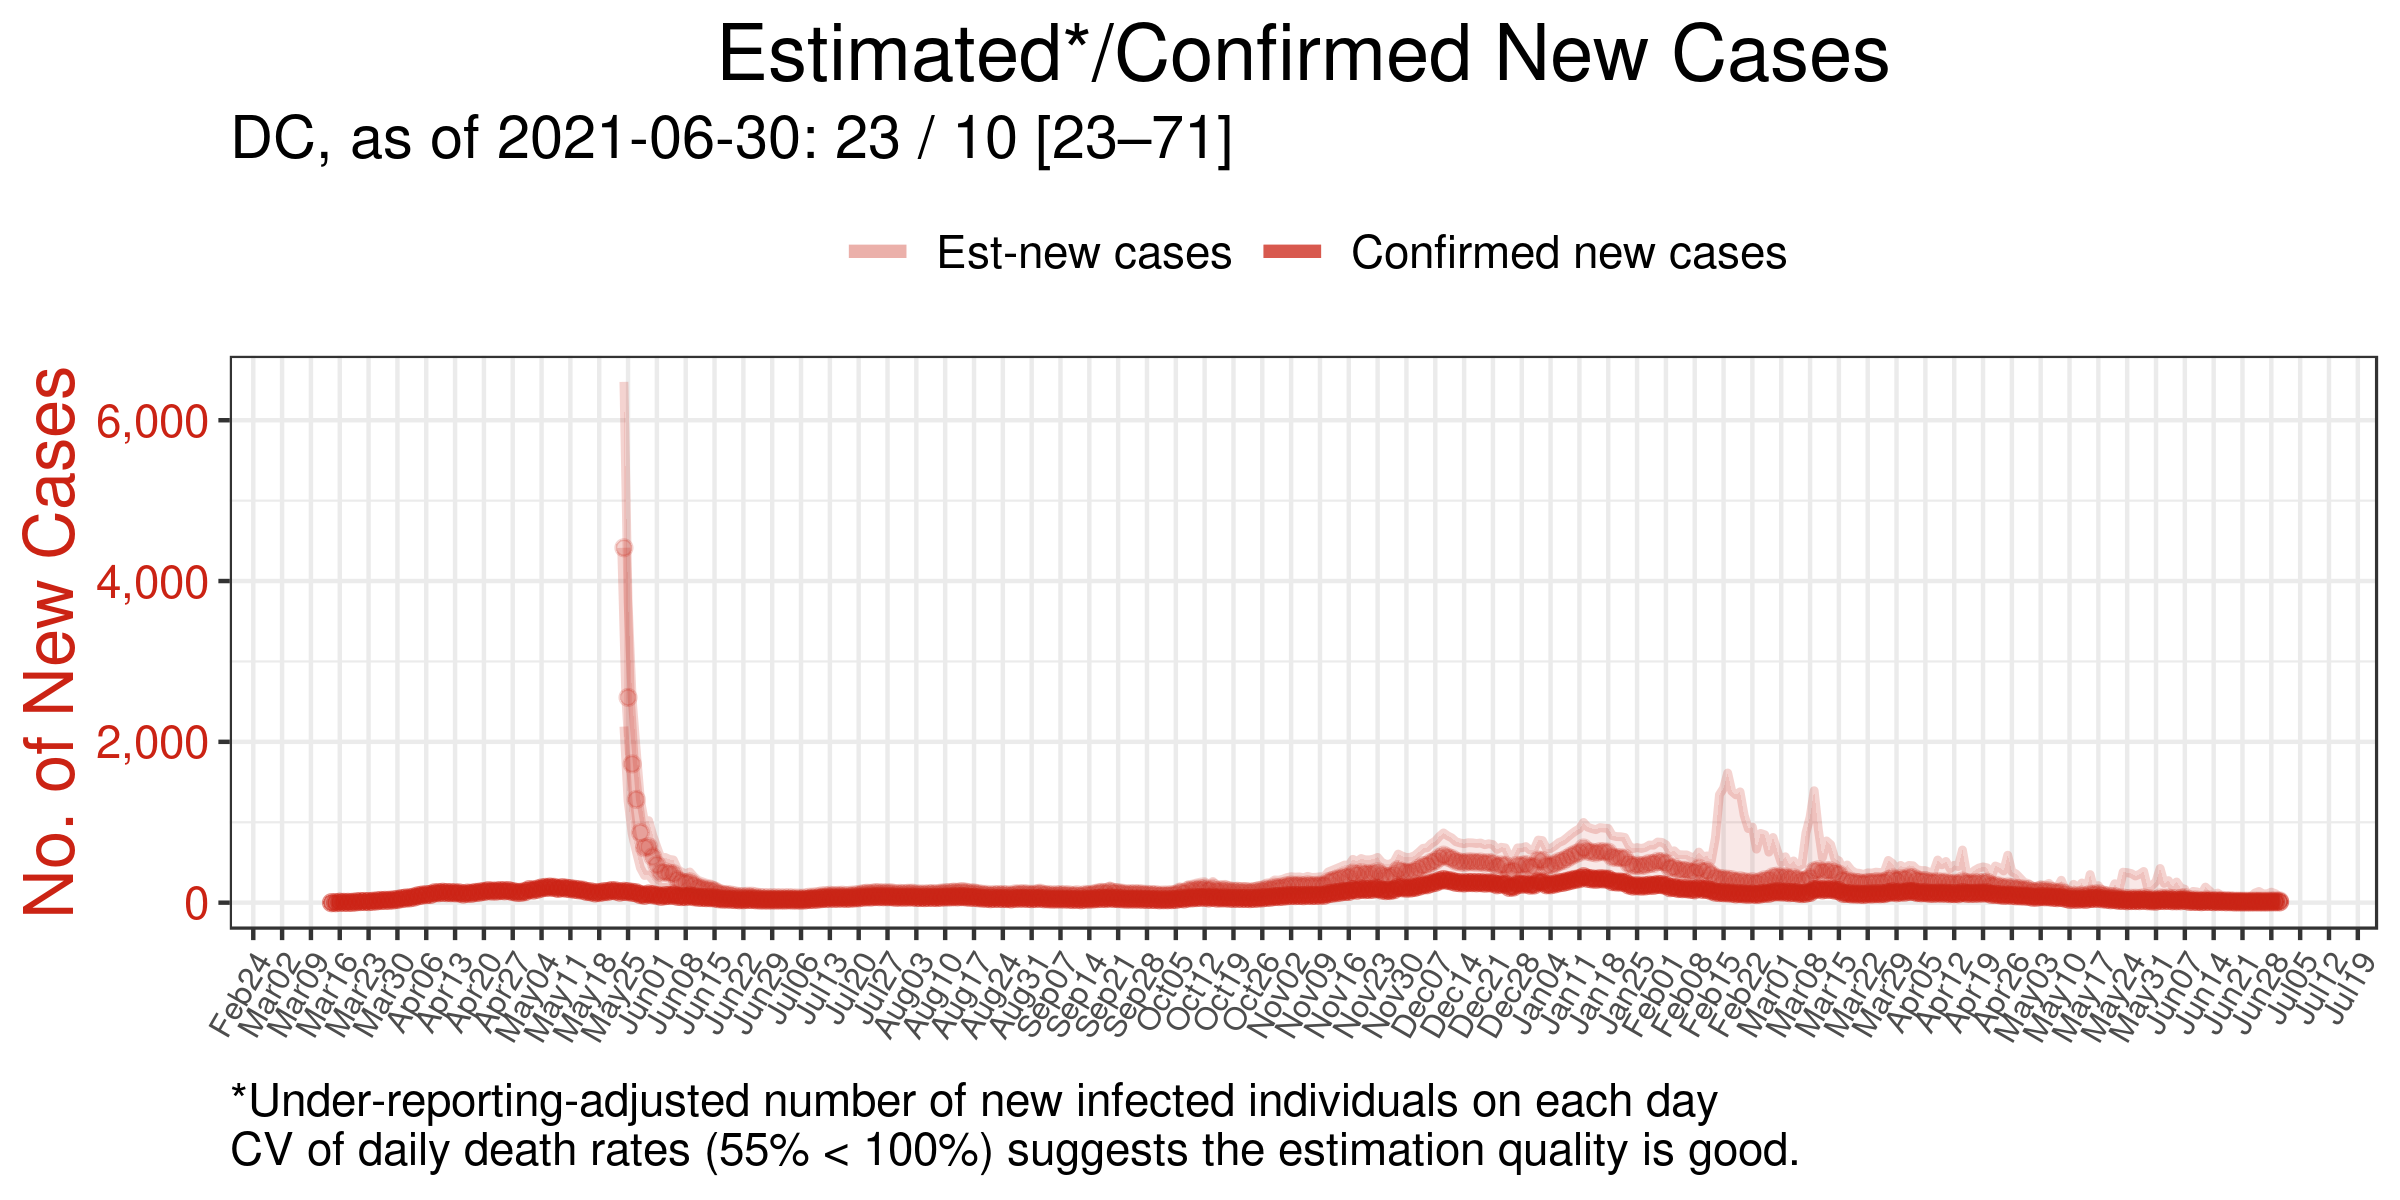 Estimated*/Confirmed New Cases
DC, as of 2021-06-30: 23 / 10 [23–71]
Est-new cases
Confirmed new cases
No. of New Cases
6,000
4,000
2,000
0
Feb24
Mar02
Mar09
Mar16
Mar23
Mar30
Apr06
Apr13
Apr20
Apr27
May04
May11
May18
May25
Jun01
Jun08
Jun15
Jun22
Jun29
Jul06
Jul13
Jul20
Jul27
Aug03
Aug10
Aug17
Aug24
Aug31
Sep07
Sep14
Sep21
Sep28
Oct05
Oct12
Oct19
Oct26
Nov02
Nov09
Nov16
Nov23
Nov30
Dec07
Dec14
Dec21
Dec28
Jan04
Jan11
Jan18
Jan25
Feb01
Feb08
Feb15
Feb22
Mar01
Mar08
Mar15
Mar22
Mar29
Apr05
Apr12
Apr19
Apr26
May03
May10
May17
May24
May31
Jun07
Jun14
Jun21
Jun28
Jul05
Jul12
Jul19
*Under-reporting-adjusted number of new infected individuals on each day
CV of daily death rates (55% < 100%) suggests the estimation quality is good.